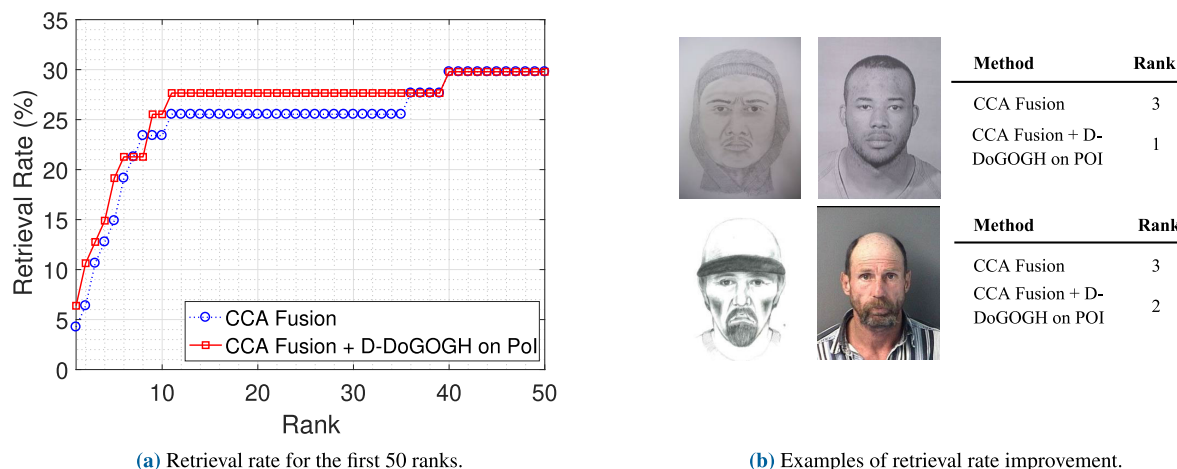 35
30
25
20
15
10
5
0
Retrieval Rate (%)
CCA Fusion
CCA Fusion + D-DoGOGH on PoI
10 20 30 40 50
Rank
(a) Retrieval rate for the first 50 ranks.
Method Rank
CCA Fusion 3
CCA Fusion + D-
DoGOGH on POI 1
Method Rank
CCA Fusion 3
CCA Fusion + D-
DoGOGH on POI 2
(b) Examples of retrieval rate improvement.